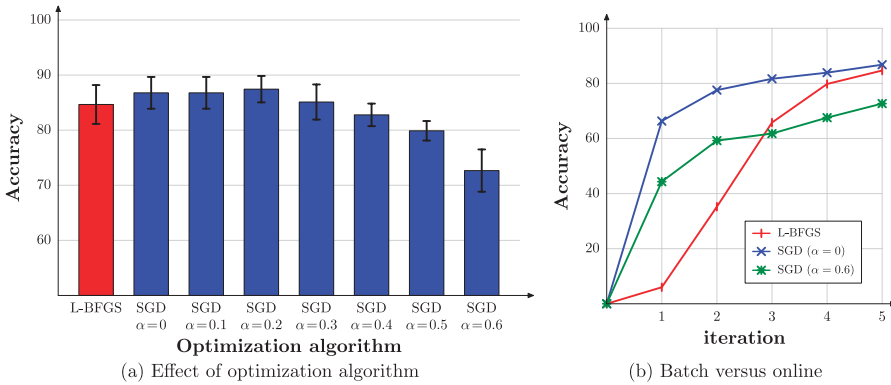 100
90
80
70
60
Accuracy
L-BFGS SGD SGD SGD SGD SGD SGD SGD
α=0 α=0.1 α=0.2 α=0.3 α=0.4 α=0.5 α=0.6
Optimization algorithm
(a) Effect of optimization algorithm
100
80
60
40
20
Accuracy
L-BFGS
SGD (α=0)
SGD (α=0.6)
1 2 3 4 5
iteration
(b) Batch versus online